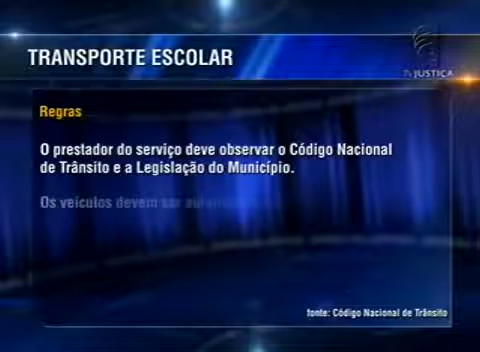 TRANSPORTE ESCOLAR
TV JUSTIÇA
Regras
O prestador do serviço deve observar o Código Nacional
de Trânsito e a Legislação do Município.
Os veículos devem ser
fonte: Código Nacional de Trânsito